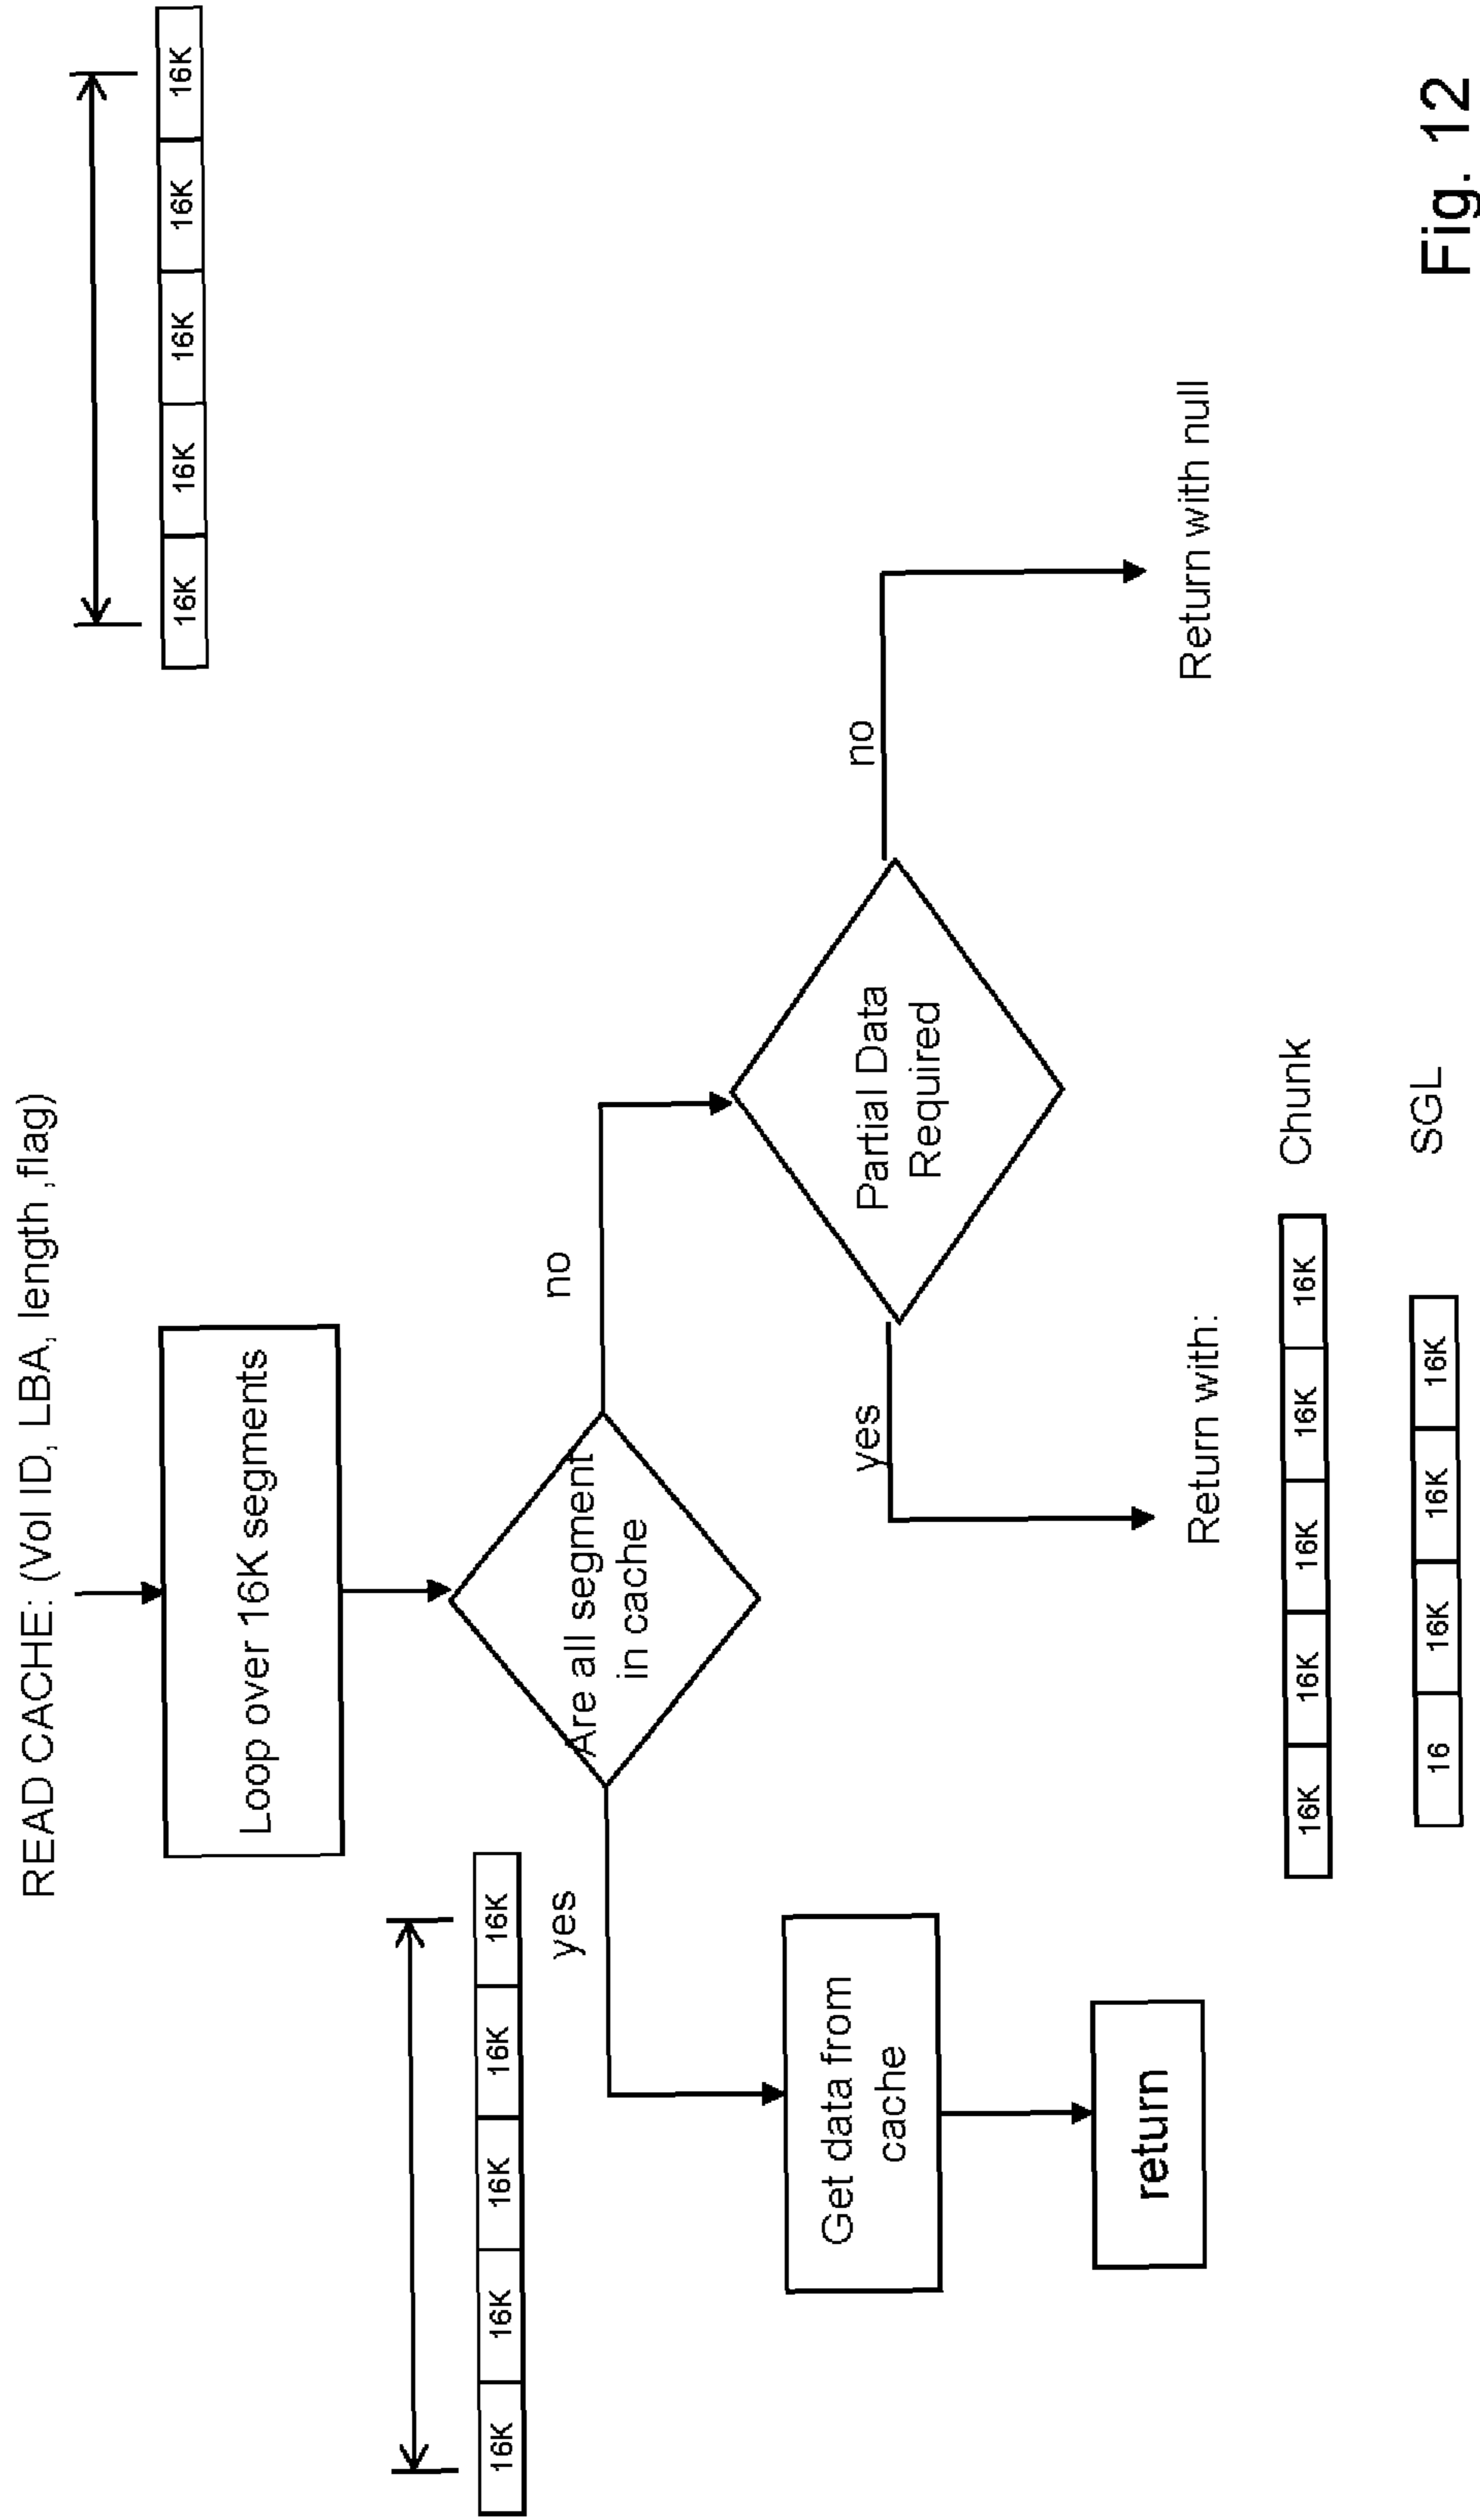 READ CACHE: (Vol ID, LBA, length ,flag)
16K 16K 16K 16K 16K
Loop over 16K segments
16K 16K 16K 16K 16K
Are all segment
in cache
yes
no
Get data from
cache
return
Partial Data
Required
yes
no
Return with:
Return with null
16K 16K 16K 16K 16K Chunk
16 16K 16K 16K SGL
Fig. 12